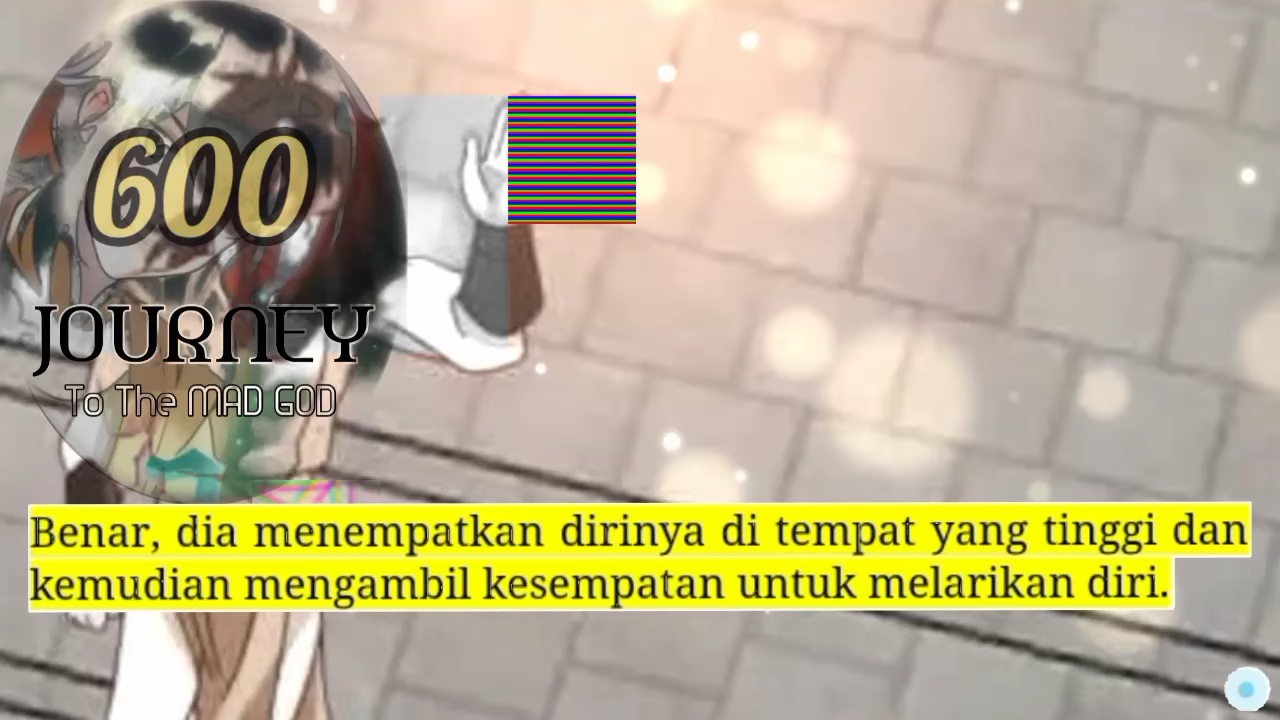 600
JOURNEY
To The MAD GOD
Benar, dia menempatkan dirinya di tempat yang tinggi dan
kemudian mengambil kesempatan untuk melarikan diri.